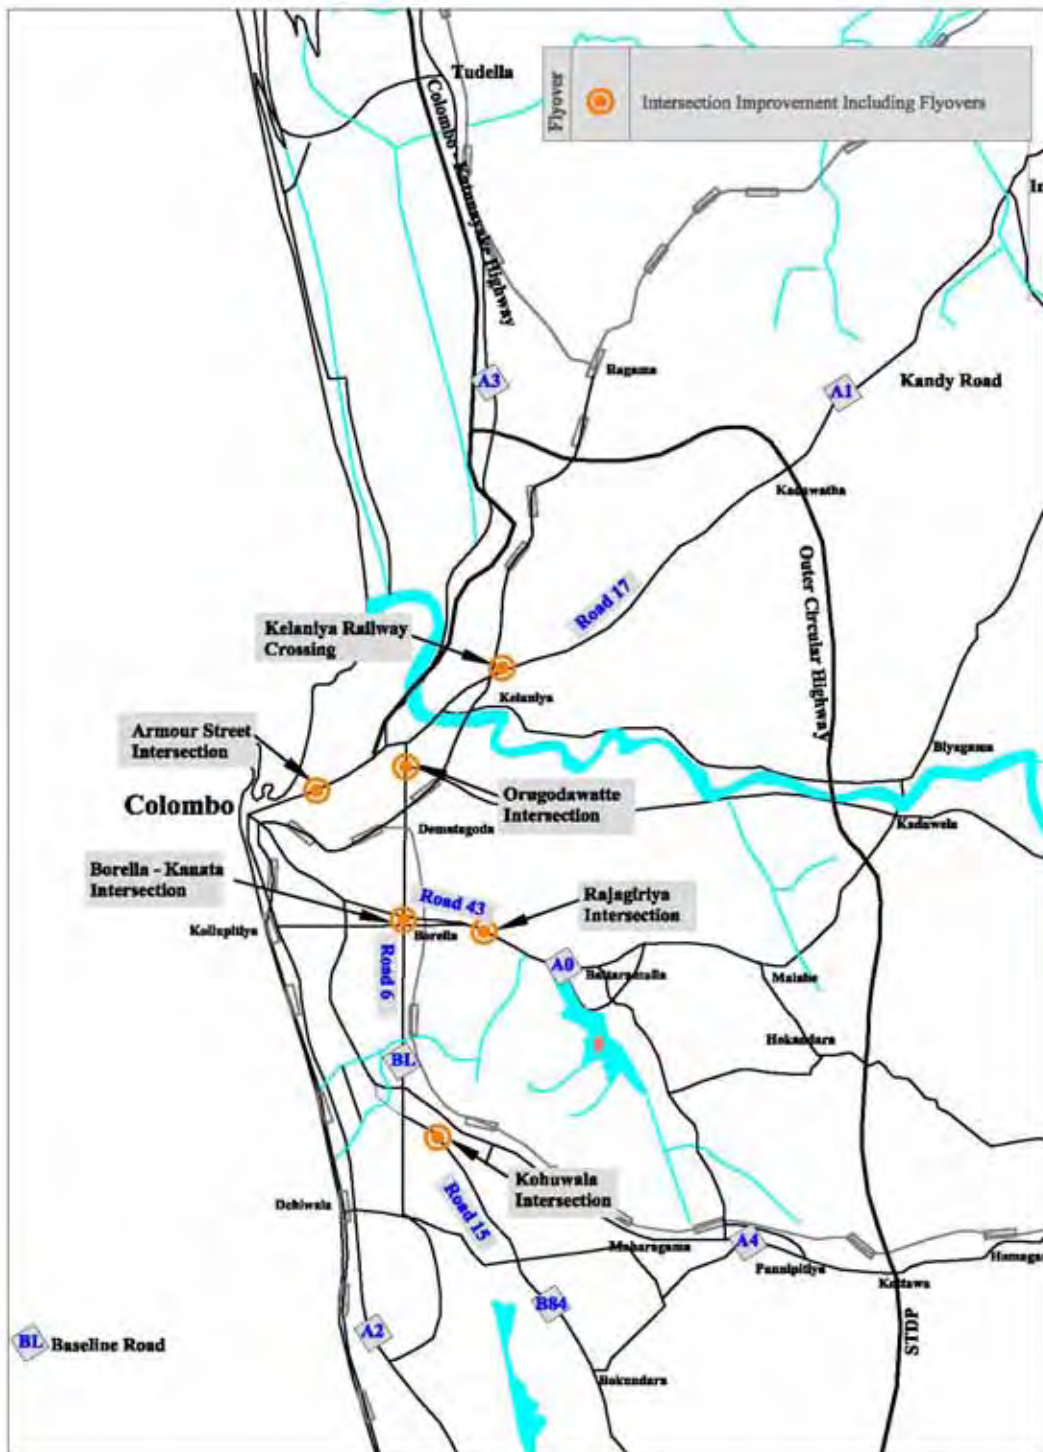 Tudella
Flyover
Intersection Improvement Including Flyovers
Colombo - Katunayake Highway
In
A3
Ragama
A1
Kandy Road
Kadawatha
Outer Circular Highway
Road 17
Kelaniya Railway
Crossing
Kelaniya
Armour Street
Intersection
Biyagama
Colombo
Orugodawatte
Intersection
Dematagoda
Kaduwela
Borella - Kanata
Intersection
Road 43
Rajagiriya
Intersection
Kollupitiya
Borella
Road 6
A0
Battaramulla
Malabe
Hokandara
BL
Kohuwala
Intersection
Road 15
Dehiwala
Maharagama
A4
Pannipitiya
Kottawa
Homaga
B84
A2
STDP
BL
Baseline Road
Bokundara